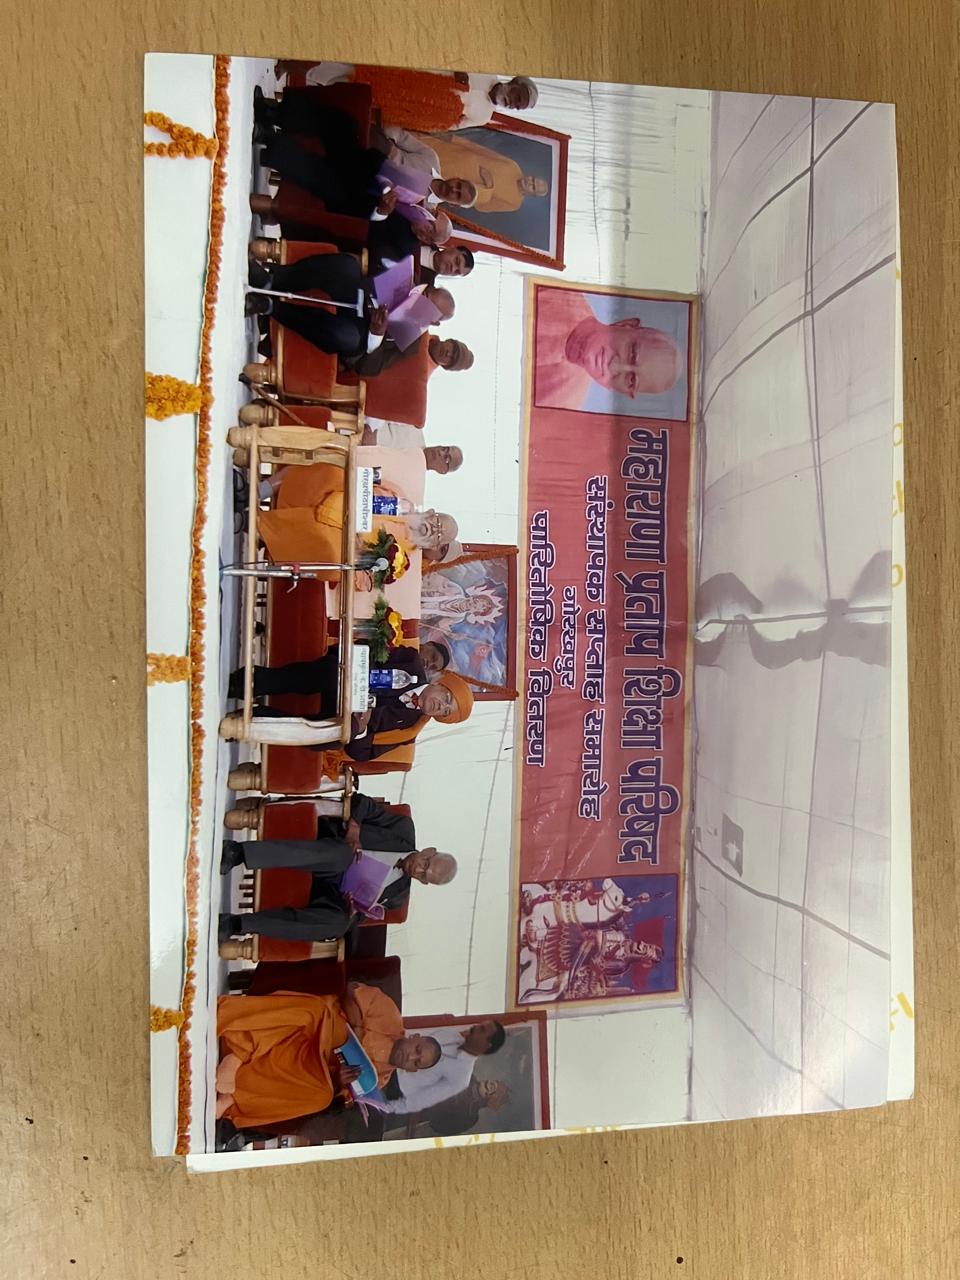 महाराणा प्रताप शिक्षा परिषद
संस्थापक सप्ताह समारोह
गोरखपुर
पारितोषिक वितरण